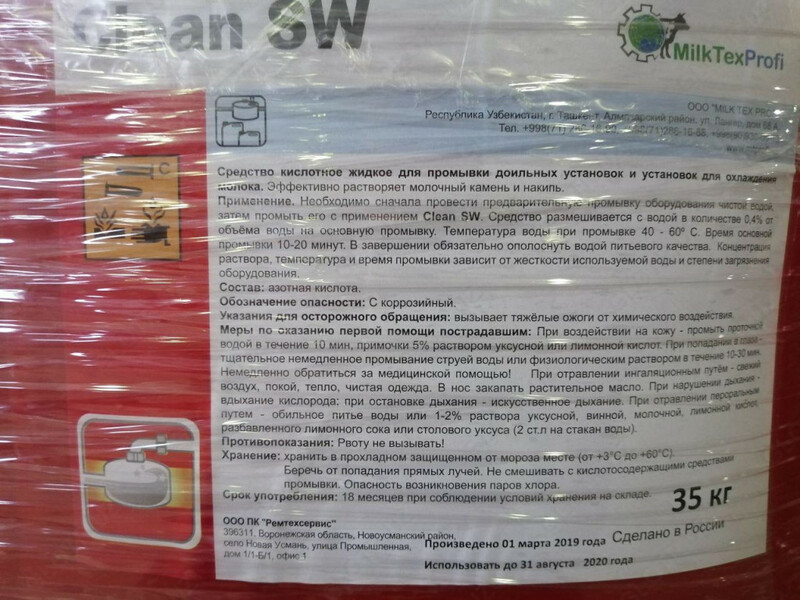 Clean SW
MilkTexProfi
ООО "MILK TEX
Республика Узбекистан, г. Ташкент, Алмазарский район, ул.
Тел. +998(71)
Средство кислотное жидкое для промывки доильных установок и установок для охлаждения
молока. Эффективно растворяет молочный камень и накипь.
Применение. Необходимо сначала провести предварительную промывку оборудования чистой водой,
затем промыть его с применением Clean SW. Средство размешивается с водой в количестве 0,4% от
объёма воды на основную промывку. Температура воды при промывке 40 - 60º С. Время основной
промывки 10-20 минут. В завершении обязательно ополоснуть водой питьевого качества. Концентрация
раствора, температура и время промывки зависит от жесткости используемой воды и степени загрязнения
оборудования.
Состав: азотная кислота.
Обозначение опасности: С коррозийный.
Указания для осторожного обращения: вызывает тяжёлые ожоги от химического воздействия.
Меры по оказанию первой помощи пострадавшим: При воздействии на кожу - промыть проточной
водой в течение 10 мин, примочки 5% раствором уксусной или лимонной кислот. При попадании в глаза -
тщательное немедленное промывание струей воды или физиологическим раствором в течение 10-30 мин.
Немедленно обратиться за медицинской помощью! При отравлении ингаляционным путём - свежий
воздух, покой, тепло, чистая одежда. В нос закапать растительное масло. При нарушении дыхания -
вдыхание кислорода; при остановке дыхания - искусственное дыхание. При отравлении пероральным
путем - обильное питье воды или 1-2% раствора уксусной, винной, молочной, лимонной кислот,
разбавленного лимонного сока или столового уксуса (2 ст.л на стакан воды).
Противопоказания: Рвоту не вызывать!
Хранение: хранить в прохладном защищенном от мороза месте (от +3°С до +60°С).
Беречь от попадания прямых лучей. Не смешивать с кислотосодержащими средствами
промывки. Опасность возникновения паров хлора.
Срок употребления: 18 месяцев при соблюдении условий хранения на складе.
35 кг
ООО ПК "Ремтехсервис"
396311, Воронежская область, Новоусманский район,
село Новая Усмань, улица Промышленная,
дом 1/1-Б/1, офис 1
Произведено 01 марта 2019 года Сделано в России
Использовать до 31 августа 2020 года
C